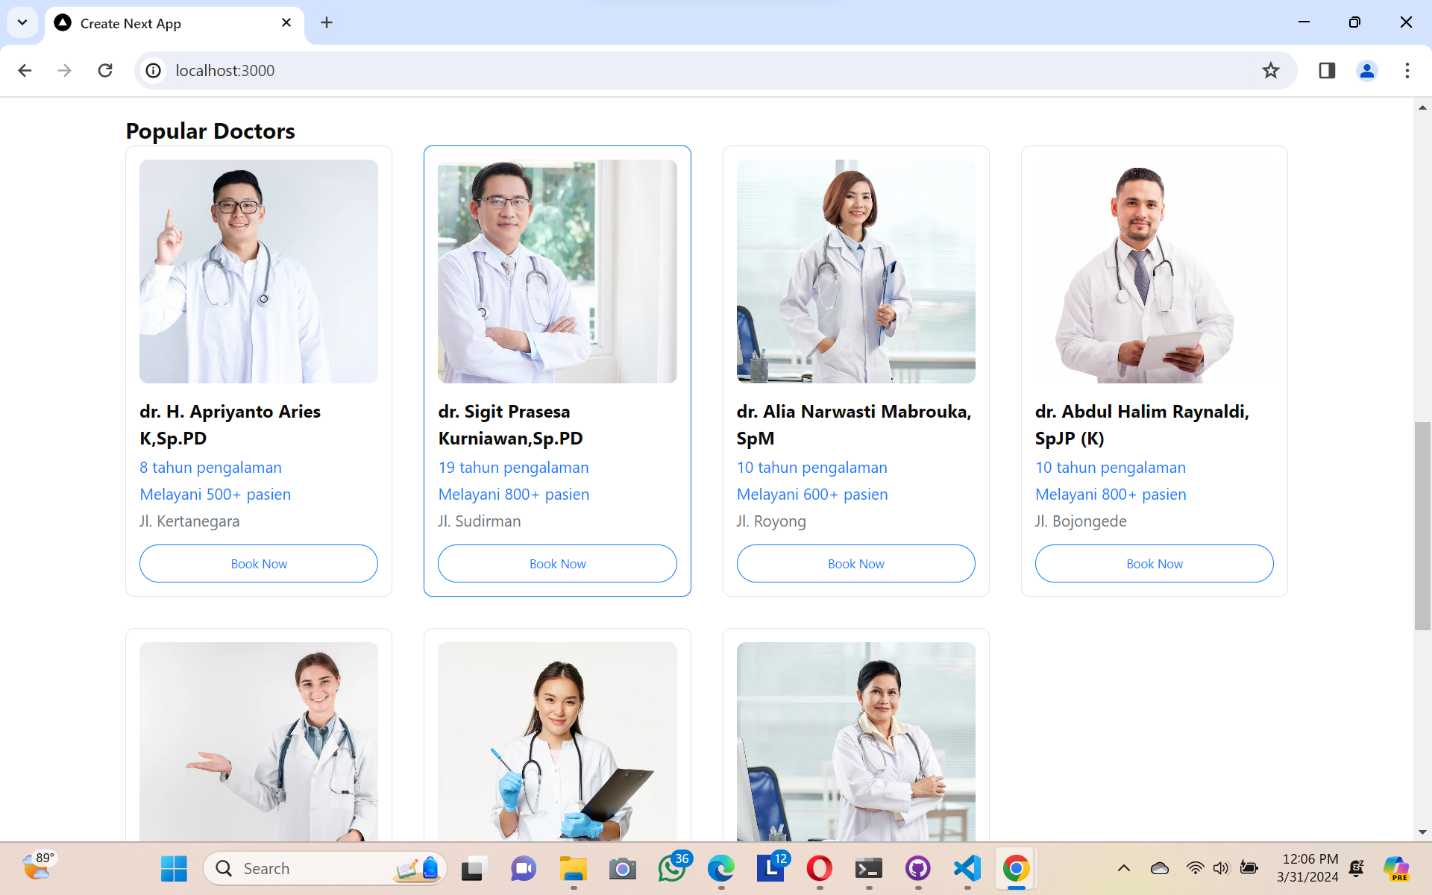 Create Next App
localhost:3000
Popular Doctors
dr. H. Apriyanto Aries
K,Sp.PD
8 tahun pengalaman
Melayani 500+ pasien
Jl. Kertanegara
Book Now
dr. Sigit Prasesa
Kurniawan,Sp.PD
19 tahun pengalaman
Melayani 800+ pasien
Jl. Sudirman
Book Now
dr. Alia Narwasti Mabrouka,
SpM
10 tahun pengalaman
Melayani 600+ pasien
Jl. Royong
Book Now
dr. Abdul Halim Raynaldi,
SpJP (K)
10 tahun pengalaman
Melayani 800+ pasien
Jl. Bojongede
Book Now
89°
Search
36
12
L
12:06 PM
3/31/2024
PRE